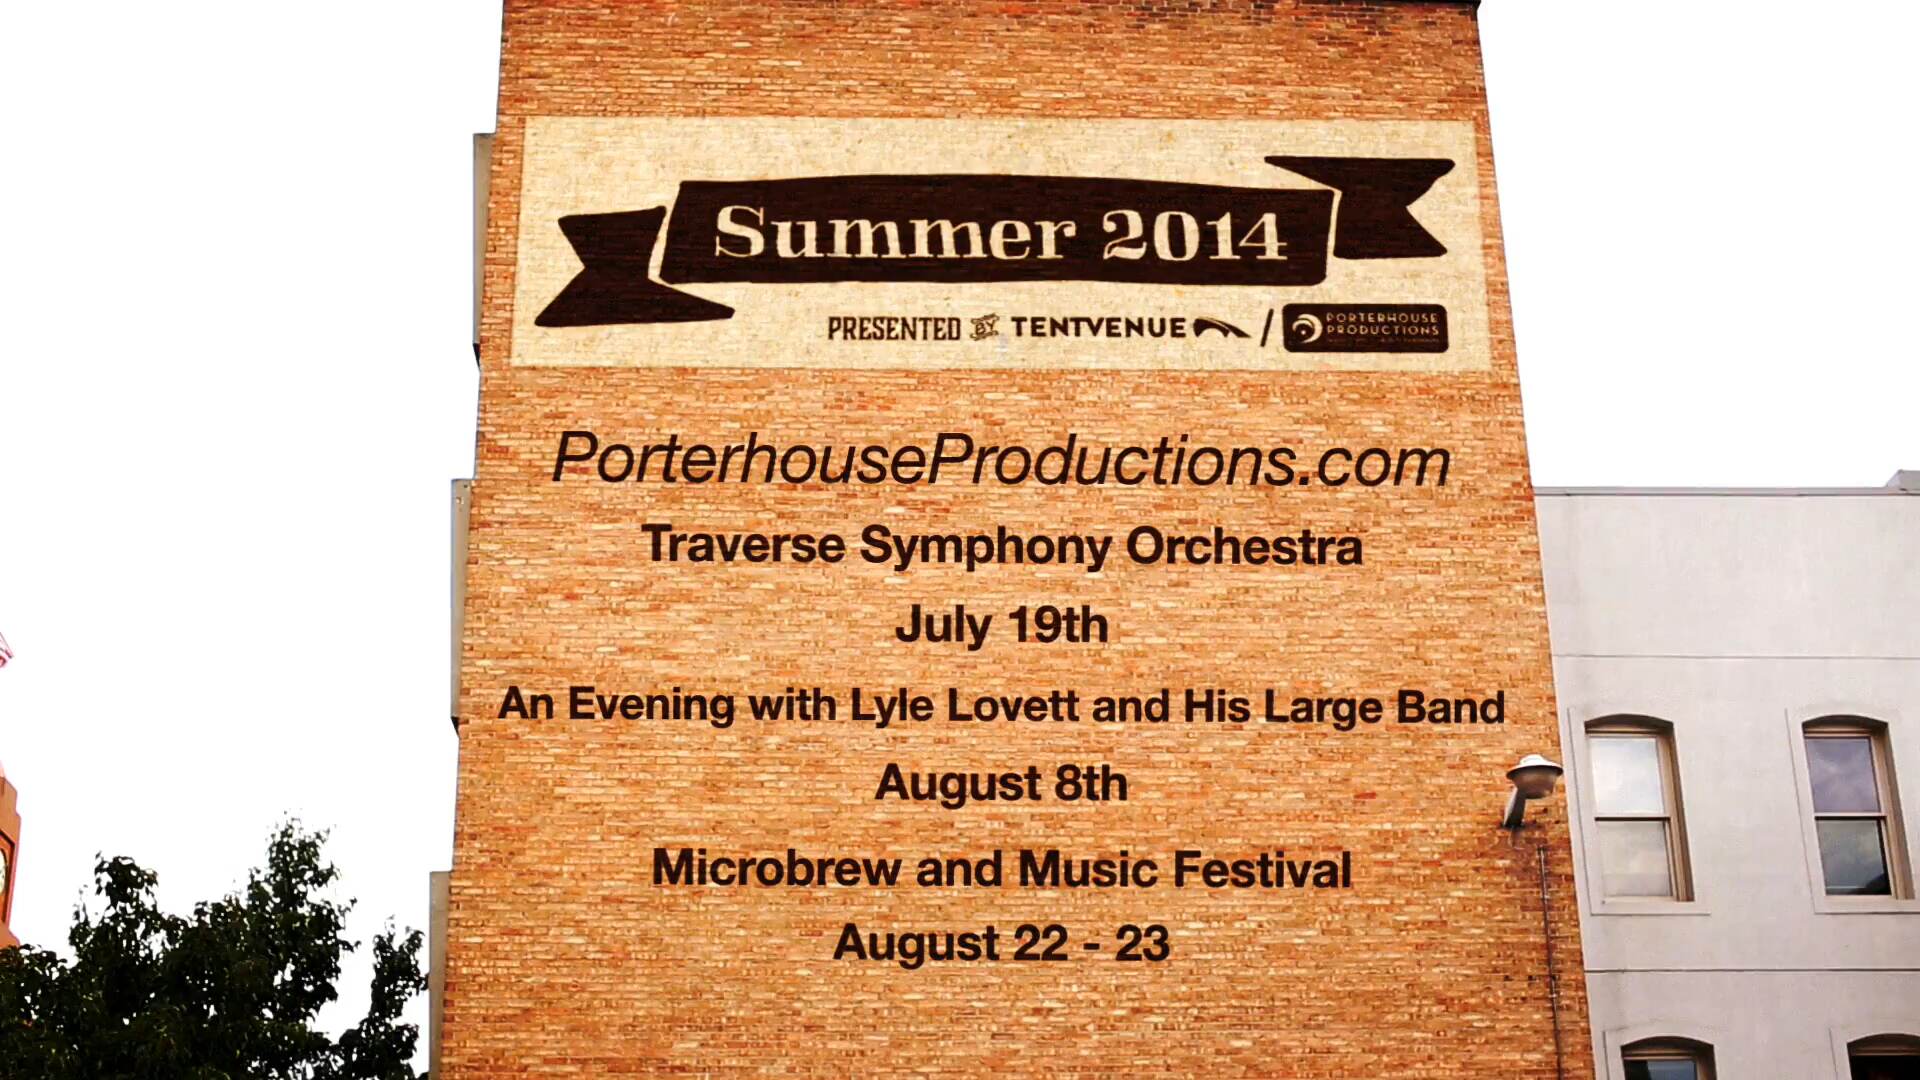 Summer 2014
PRESENTED BY TENTVENUE / PORTERHOUSE PRODUCTIONS
PorterhouseProductions.com
Traverse Symphony Orchestra
July 19th
An Evening with Lyle Lovett and His Large Band
August 8th
Microbrew and Music Festival
August 22 - 23